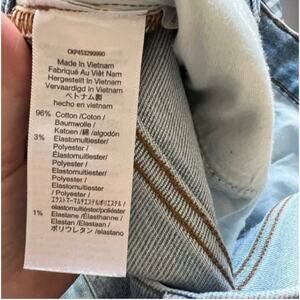 CKP453299990
Made In Vietnam
Fabriqué Au Viêt Nam
Hergestellt In Vietnam
Vervaardigd In Vietnam
ベトナム製
hecho en vietnam
96% Cotton /Coton /
Baumwolle /
Katoen /綿 /algodón
3% Elastomultiester/
Polyester /
Élastomultiester/
Polyester /
Elastomultiester/
Polyester /
Elastomultiester/
Polyester /
エラストマルチエステル/ポリエステル /
elastomultiéster/poliéster
1% Elastane /Élasthanne /
Elastan /Elastaan /
ポリウレタン /elastano